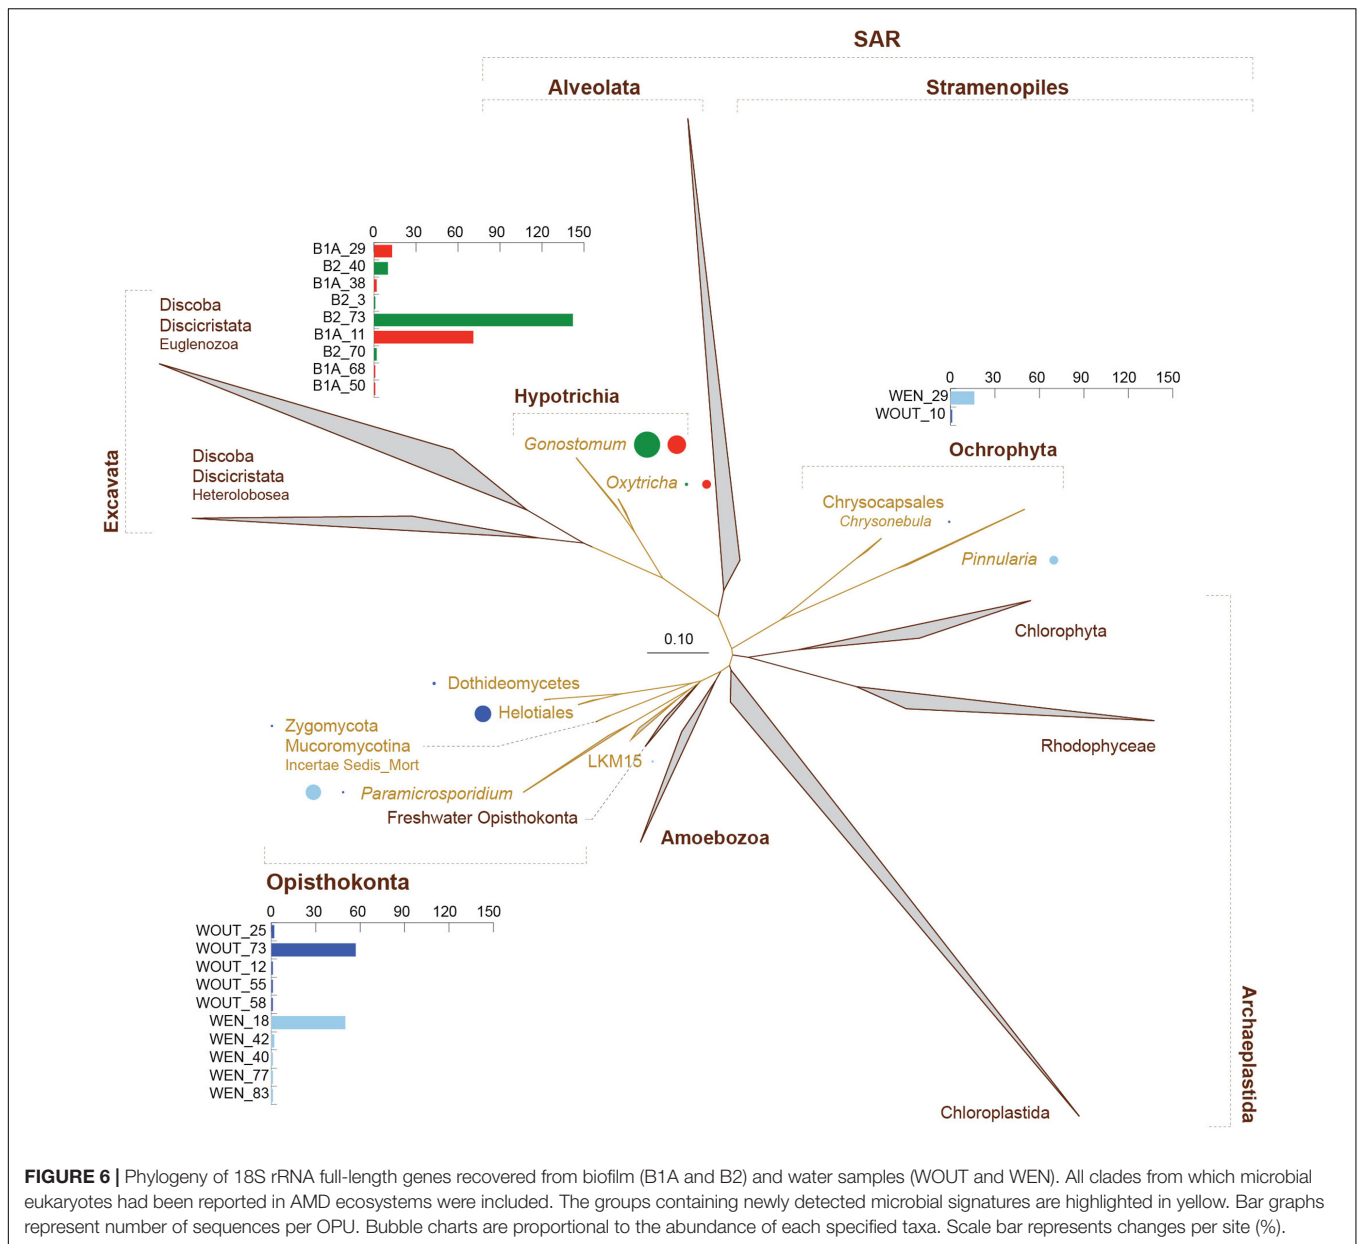 SAR
Alveolata
Stramenopiles
0 30 60 90 120 150
B1A_29
B2_40
B1A_38
B2_3
B2_73
B1A_11
B2_70
B1A_68
B1A_50
Discoba
Discicristata
Euglenozoa
Excavata
Discoba
Discicristata
Heterolobosea
Hypotrichia
Gonostomum
Oxytricha
0 30 60 90 120 150
WEN_29
WOUT_10
Ochrophyta
Chrysocapsales
Chrysonebula
Pinnularia
Chlorophyta
Rhodophyceae
Chloroplastida
Archaeplastida
0.10
Dothideomycetes
Helotiales
Zygomycota
Mucoromycotina
Incertae Sedis_Mort
LKM15
Paramicrosporidium
Freshwater Opisthokonta
Amoebozoa
Opisthokonta
0 30 60 90 120 150
WOUT_25
WOUT_73
WOUT_12
WOUT_55
WOUT_58
WEN_18
WEN_42
WEN_40
WEN_77
WEN_83
FIGURE 6 | Phylogeny of 18S rRNA full-length genes recovered from biofilm (B1A and B2) and water samples (WOUT and WEN). All clades from which microbial
eukaryotes had been reported in AMD ecosystems were included. The groups containing newly detected microbial signatures are highlighted in yellow. Bar graphs
represent number of sequences per OPU. Bubble charts are proportional to the abundance of each specified taxa. Scale bar represents changes per site (%).